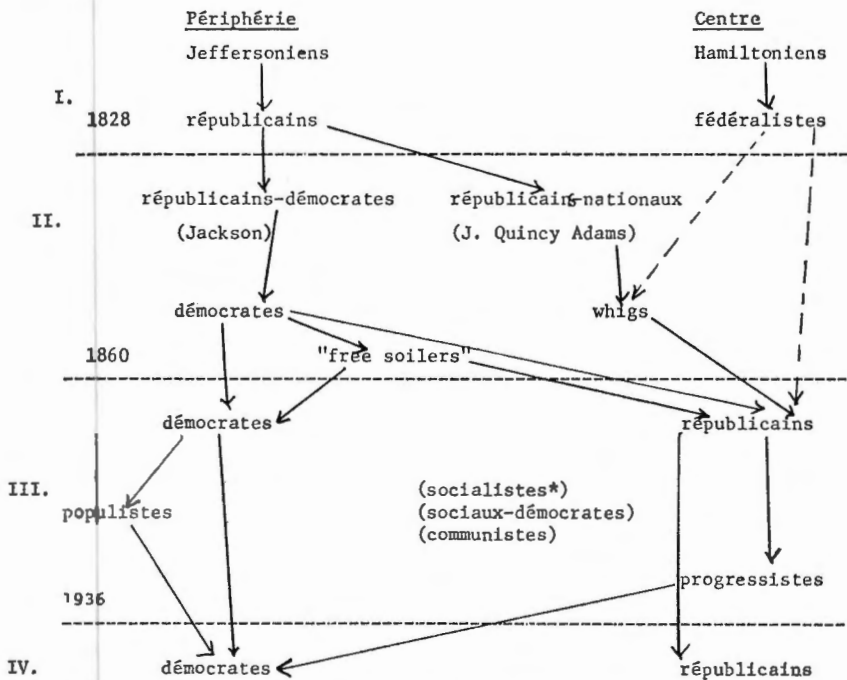 Périphérie Centre
Jeffersoniens Hamiltoniens
I.
1828 républicains fédéralistes
républicains-démocrates républicains-nationaux
II.
(Jackson) (J. Quincy Adams)
démocrates whigs
1860 "free soilers"
démocrates républicains
III. (socialistes*)
populistes (sociaux-démocrates)
(communistes)
progressistes
1936
IV. démocrates républicains